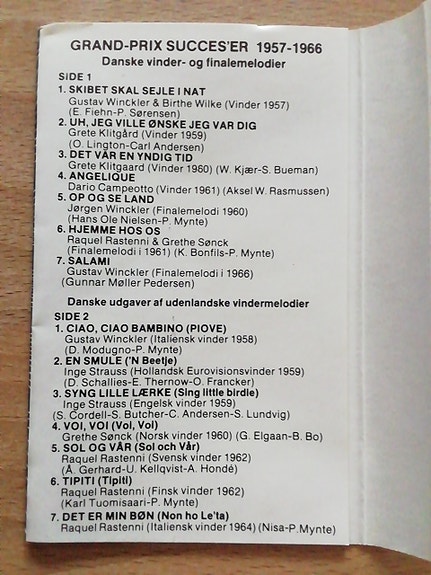 GRAND-PRIX SUCCES'ER 1957-1966
Danske vinder- og finalemelodier
SIDE 1
1. SKIBET SKAL SEJLE I NAT
Gustav Winckler & Birthe Wilke (Vinder 1957)
(E. Fiehn-P. Sørensen)
2. UH, JEG VILLE ØNSKE JEG VAR DIG
Grete Klitgård (Vinder 1959)
(O. Lington-Carl Andersen)
3. DET VAR EN YNDIG TID
Grete Klitgaard (Vinder 1960) (W. Kjær-S. Bueman)
4. ANGELIQUE
Dario Campeotto (Vinder 1961) (Aksel W. Rasmussen)
5. OP OG SE LAND
Jørgen Winckler (Finalemelodi 1960)
(Hans Ole Nielsen-P. Mynte)
6. HJEMME HOS OS
Raquel Rastenni & Grethe Sønck
(Finalemelodi i 1961) (K. Bonfils-P. Mynte)
7. SALAMI
Gustav Winckler (Finalemelodi i 1966)
(Gunnar Møller Pedersen)
Danske udgaver af udenlandske vindermelodier
SIDE 2
1. CIAO, CIAO BAMBINO (PIOVE)
Gustav Winckler (Italiensk vinder 1958)
(D. Modugno-P. Mynte)
2. EN SMULE ('N Beetje)
Inge Strauss (Hollandsk Eurovisionsvinder 1959)
(D. Schallies-E. Thernow-O. Francker)
3. SYNG LILLE LÆRKE (Sing little birdie)
Inge Strauss (Engelsk vinder 1959)
(S. Cordell-S. Butcher-C. Andersen-S. Lundvig)
4. VOI, VOI (Voi, Voi)
Grethe Sønck (Norsk vinder 1960) (G. Elgaan-B. Bo)
5. SOL OG VÅR (Sol och Vår)
Raquel Rastenni (Svensk vinder 1962)
(Å. Gerhard-U. Kellqvist-A. Hondé)
6. TIPITI (Tipiti)
Raquel Rastenni (Finsk vinder 1962)
(Karl Tuomisaari-P. Mynte)
7. DET ER MIN BØN (Non ho Le'ta)
Raquel Rastenni (Italiensk vinder 1964) (Nisa-P. Mynte)